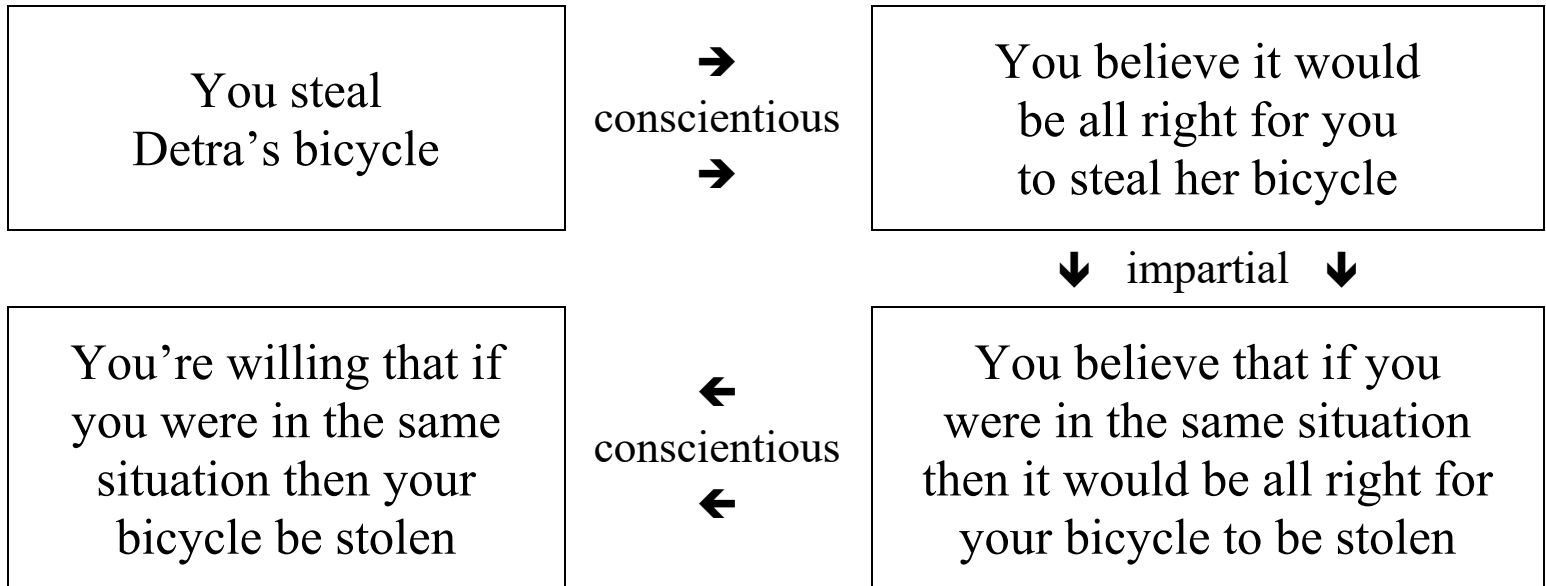 You steal
Detra’s bicycle
➔
conscientious
➔
You believe it would
be all right for you
to steal her bicycle
🡳 impartial 🡳
You believe that if you
were in the same situation
then it would be all right for
your bicycle to be stolen
🡰
conscientious
🡰
You’re willing that if
you were in the same
situation then your
bicycle be stolen